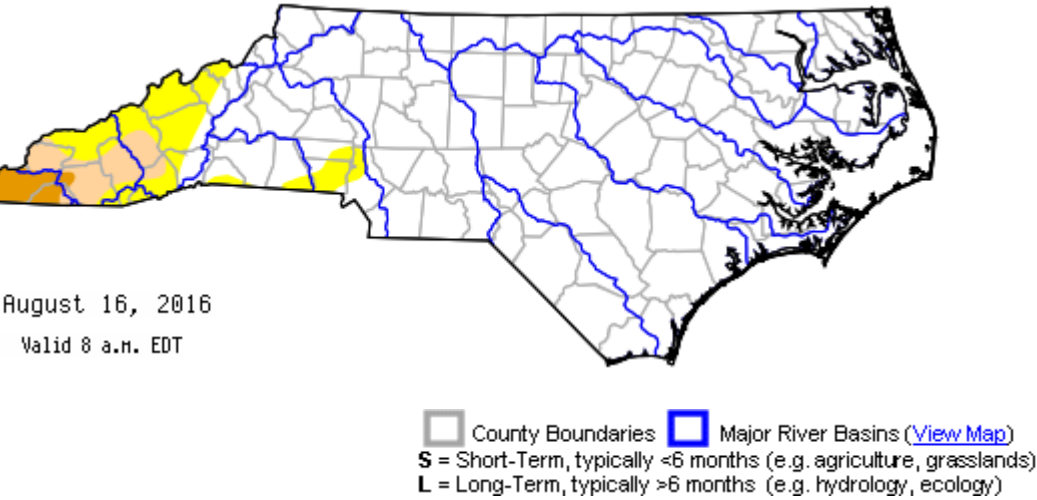 August 16, 2016
Valid 8 a.m. EDT
County Boundaries Major River Basins (View Map)
S = Short-Term, typically <6 months (e.g. agriculture, grasslands)
L = Long-Term, typically >6 months (e.g. hydrology, ecology)